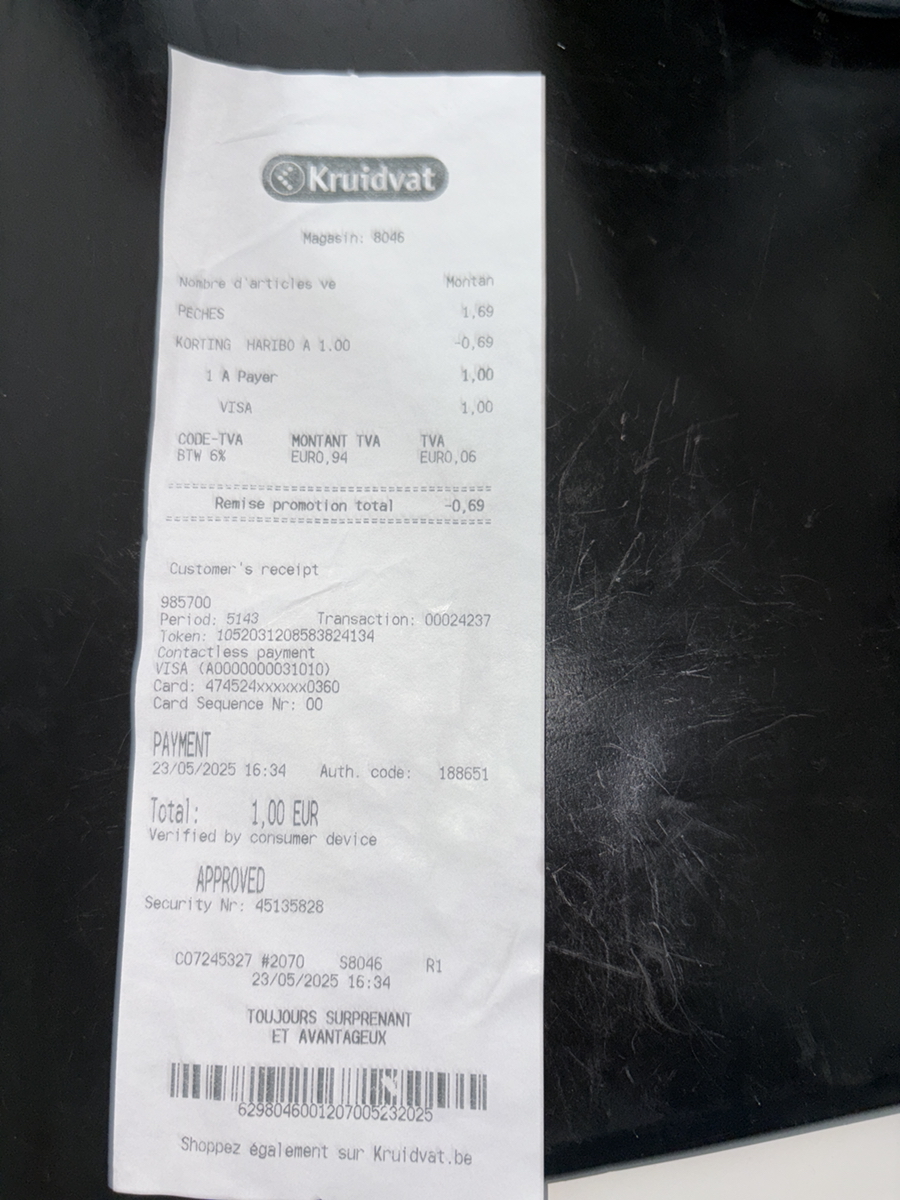 Kruidvat
Magasin: 8046
Nombre d'articles ve Montan
PECHES 1,69
KORTING HARIBO A 1.00 -0,69
1 A Payer 1,00
VISA 1,00
CODE-TVA MONTANT TVA TVA
BTW 6% EUR0,94 EUR0,06
Remise promotion total -0,69
Customer's receipt
985700
Period: 5143 Transaction: 00024237
Token: 1052031208583824134
Contactless payment
VISA (A0000000031010)
Card: 474524xxxxxx0360
Card Sequence Nr: 00
PAYMENT
23/05/2025 16:34 Auth. code: 188651
Total: 1,00 EUR
Verified by consumer device
APPROVED
Security Nr: 45135828
C07245327 #2070 S8046 R1
23/05/2025 16:34
TOUJOURS SURPRENANT
ET AVANTAGEUX
6298046001207005232025
Shoppez également sur Kruidvat.be